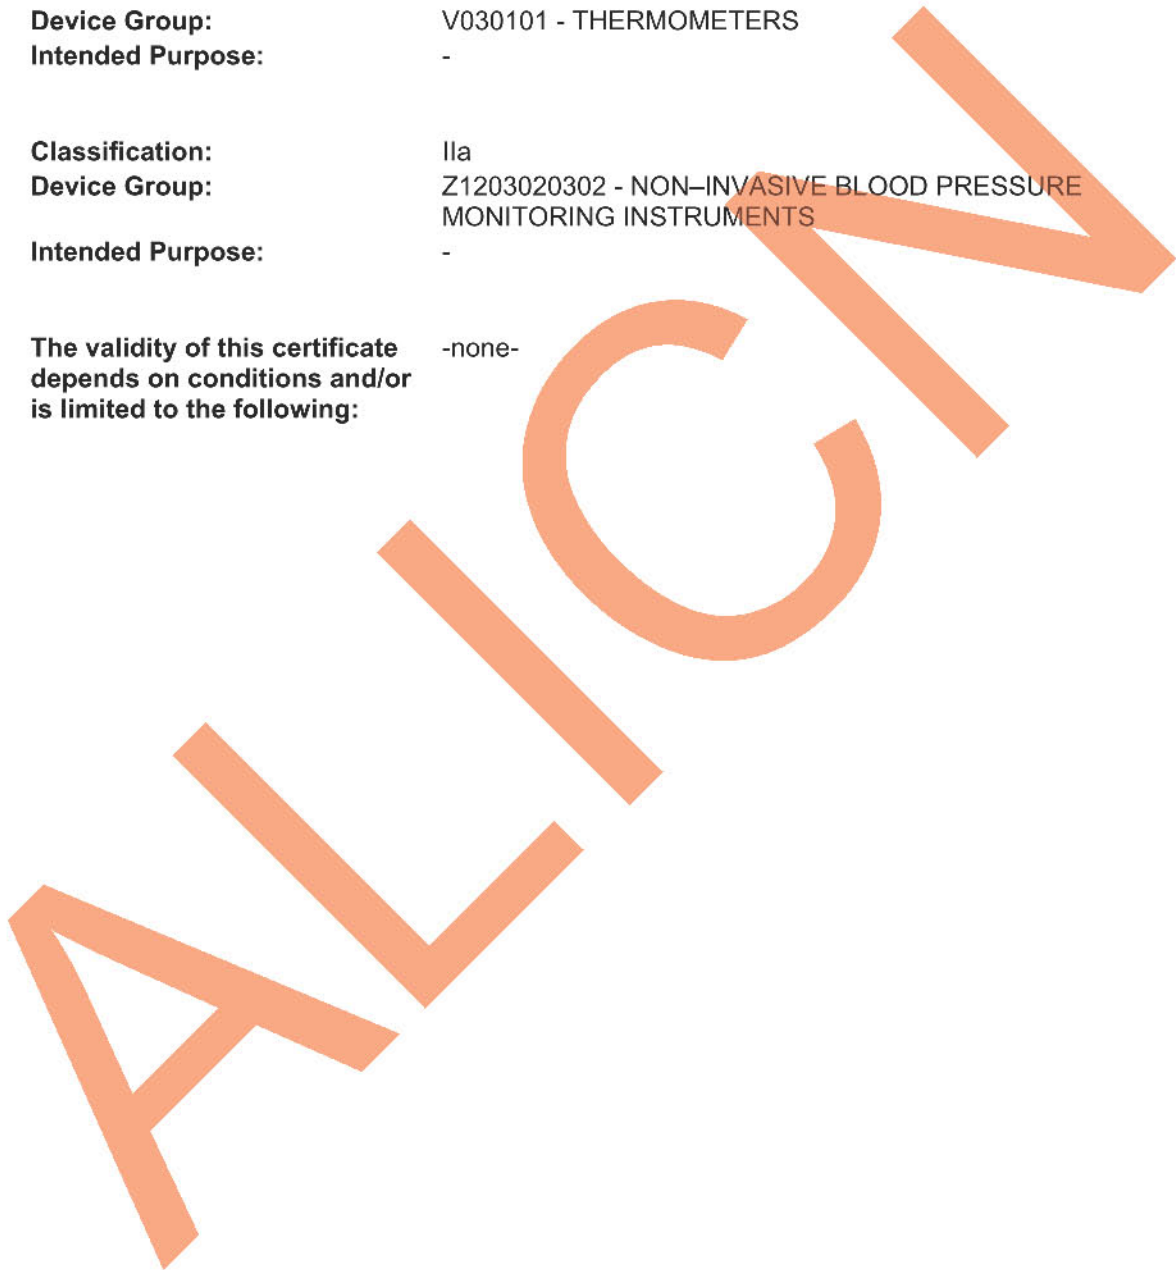 Device Group: V030101 - THERMOMETERS
Intended Purpose: -
Classification: IIa
Device Group: Z1203020302 - NON–INVASIVE BLOOD PRESSURE
MONITORING INSTRUMENTS
Intended Purpose: -
The validity of this certificate -none-
depends on conditions and/or
is limited to the following:
ALICN